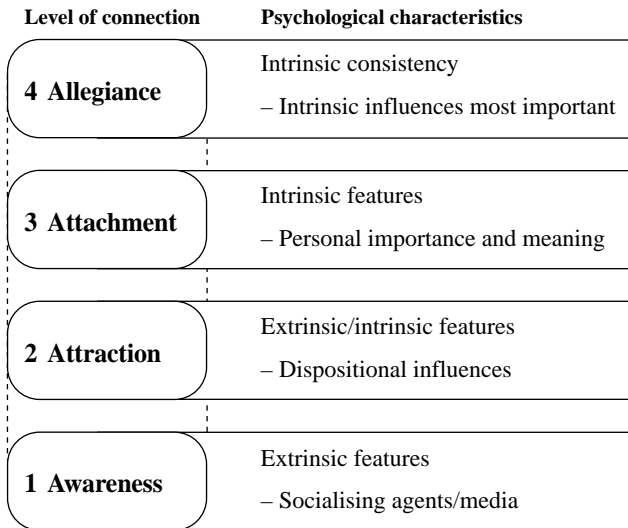 Level of connection Psychological characteristics
4 Allegiance
Intrinsic consistency
– Intrinsic influences most important
3 Attachment
Intrinsic features
– Personal importance and meaning
2 Attraction
Extrinsic/intrinsic features
– Dispositional influences
1 Awareness
Extrinsic features
– Socialising agents/media